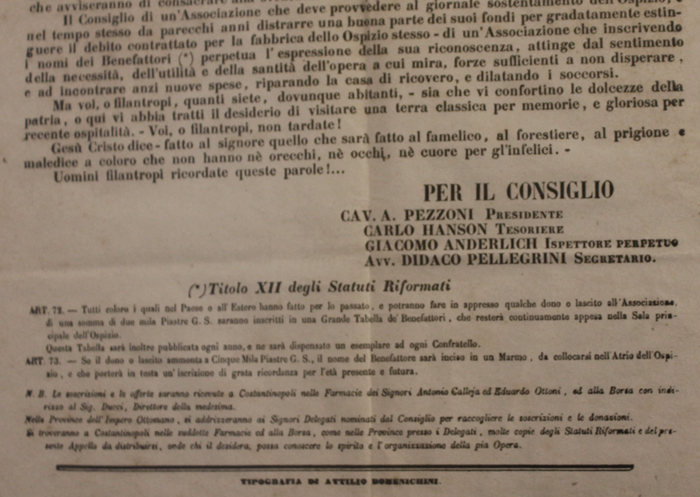 che avviseranno di consacrare
Il Consiglio di un'Associazione che deve provvedere al giornale sostentamento dell'Ospizio, e
nel tempo stesso da parecchi anni distrarre una buona parte dei suoi fondi per gradatamente estin-
guere il debito contrattato per la fabbrica dello Ospizio stesso - di un'Associazione che inscrivendo
i nomi dei Benefattori (*) perpetua l'espressione della sua riconoscenza, attinge dal sentimento
della necessità, dell'utilità e della santità dell'opera a cui mira, forze sufficienti a non disperare,
e ad incontrare anzi nuove spese, riparando la casa di ricovero, e dilatando i soccorsi.
Ma voi, o filantropi, quanti siete, dovunque abitanti, - sia che vi confortino le dolcezze della
patria, o qui vi abbia tratti il desiderio di visitare una terra classica per memorie, e gloriosa per
recente ospitalità. - Voi, o filantropi, non tardate!
Gesù Cristo dice - fatto al signore quello che sarà fatto al famelico, al forestiere, al prigione e
maledice a coloro che non hanno nè orecchi, nè occhi, nè cuore per gl'infelici. -
Uomini filantropi ricordate queste parole!...
PER IL CONSIGLIO
CAV. A. PEZZONI PRESIDENTE
CARLO HANSON TESORIERE
GIACOMO ANDERLICH ISPETTORE PERPETUO
AVV. DIDACO PELLEGRINI SEGRETARIO.
(*) Titolo XII degli Statuti Riformati
ART. 72. — Tutti coloro i quali nel Paese o all'Estero hanno fatto per lo passato, e potranno fare in appresso qualche dono o lascito all'Associazione,
di una somma di due mila Piastre G. S. saranno inscritti in una Grande Tabella de' Benefattori, che resterà continuamente appesa nella Sala prin-
cipale dell'Ospizio.
Questa Tabella sarà inoltre pubblicata ogni anno, e ne sarà dispensato un esemplare ad ogni Confratello.
ART. 73. — Se il dono o lascito ammonta a Cinque Mila Piastre G. S., il nome del Benefattore sarà inciso in un Marmo, da collocarsi nell'Atrio dell'Ospi-
zio, e che porterà in testa un'iscrizione di grata ricordanza per l'età presente e futura.
N. B. Le soscrizioni e le offerte saranno ricevute a Costantinopoli nelle Farmacie dei Signori Antonio Calleja ed Eduardo Ottoni, ed alla Borsa con indi-
rizzo al Sig. Ducci, Direttore della medesima.
Nelle Province dell'Impero Ottomano, si addirizzeranno ai Signori Delegati nominati dal Consiglio per raccogliere le soscrizioni e le donazioni.
Si troveranno a Costantinopoli nelle suddette Farmacie ed alla Borsa, come nelle Province presso i Delegati, molte copie degli Statuti Riformati e del pre-
sente Appello da distribuirsi, onde chi il desidera, possa conoscere lo spirito e l'organizzazione della pia Opera.
TIPOGRAFIA DI ATTILIO DOMENICHINI.